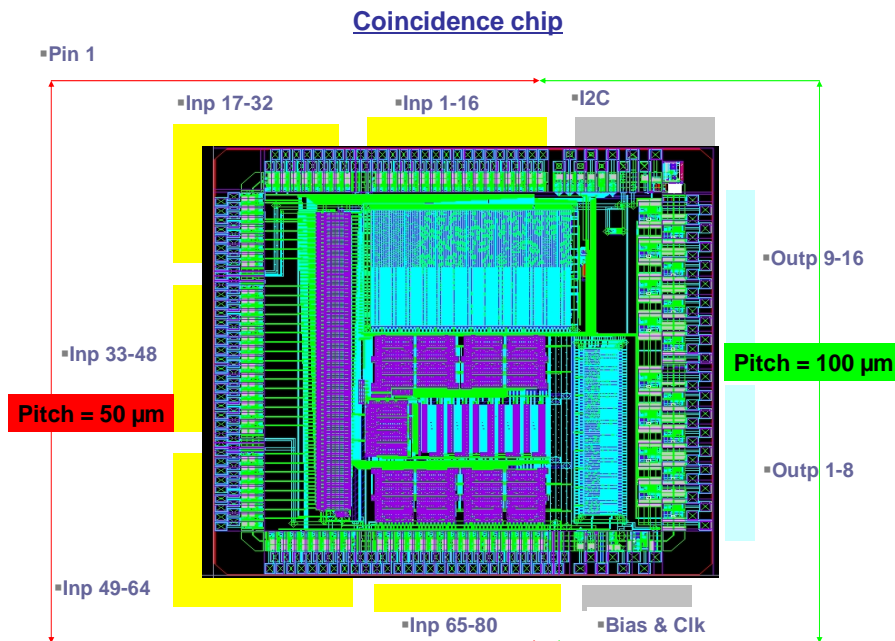 Coincidence chip
▪Pin 1
▪Inp 17-32
▪Inp 1-16
▪I2C
▪Outp 9-16
▪Inp 33-48
Pitch = 100 µm
Pitch = 50 µm
▪Outp 1-8
▪Inp 49-64
▪Inp 65-80
▪Bias & Clk